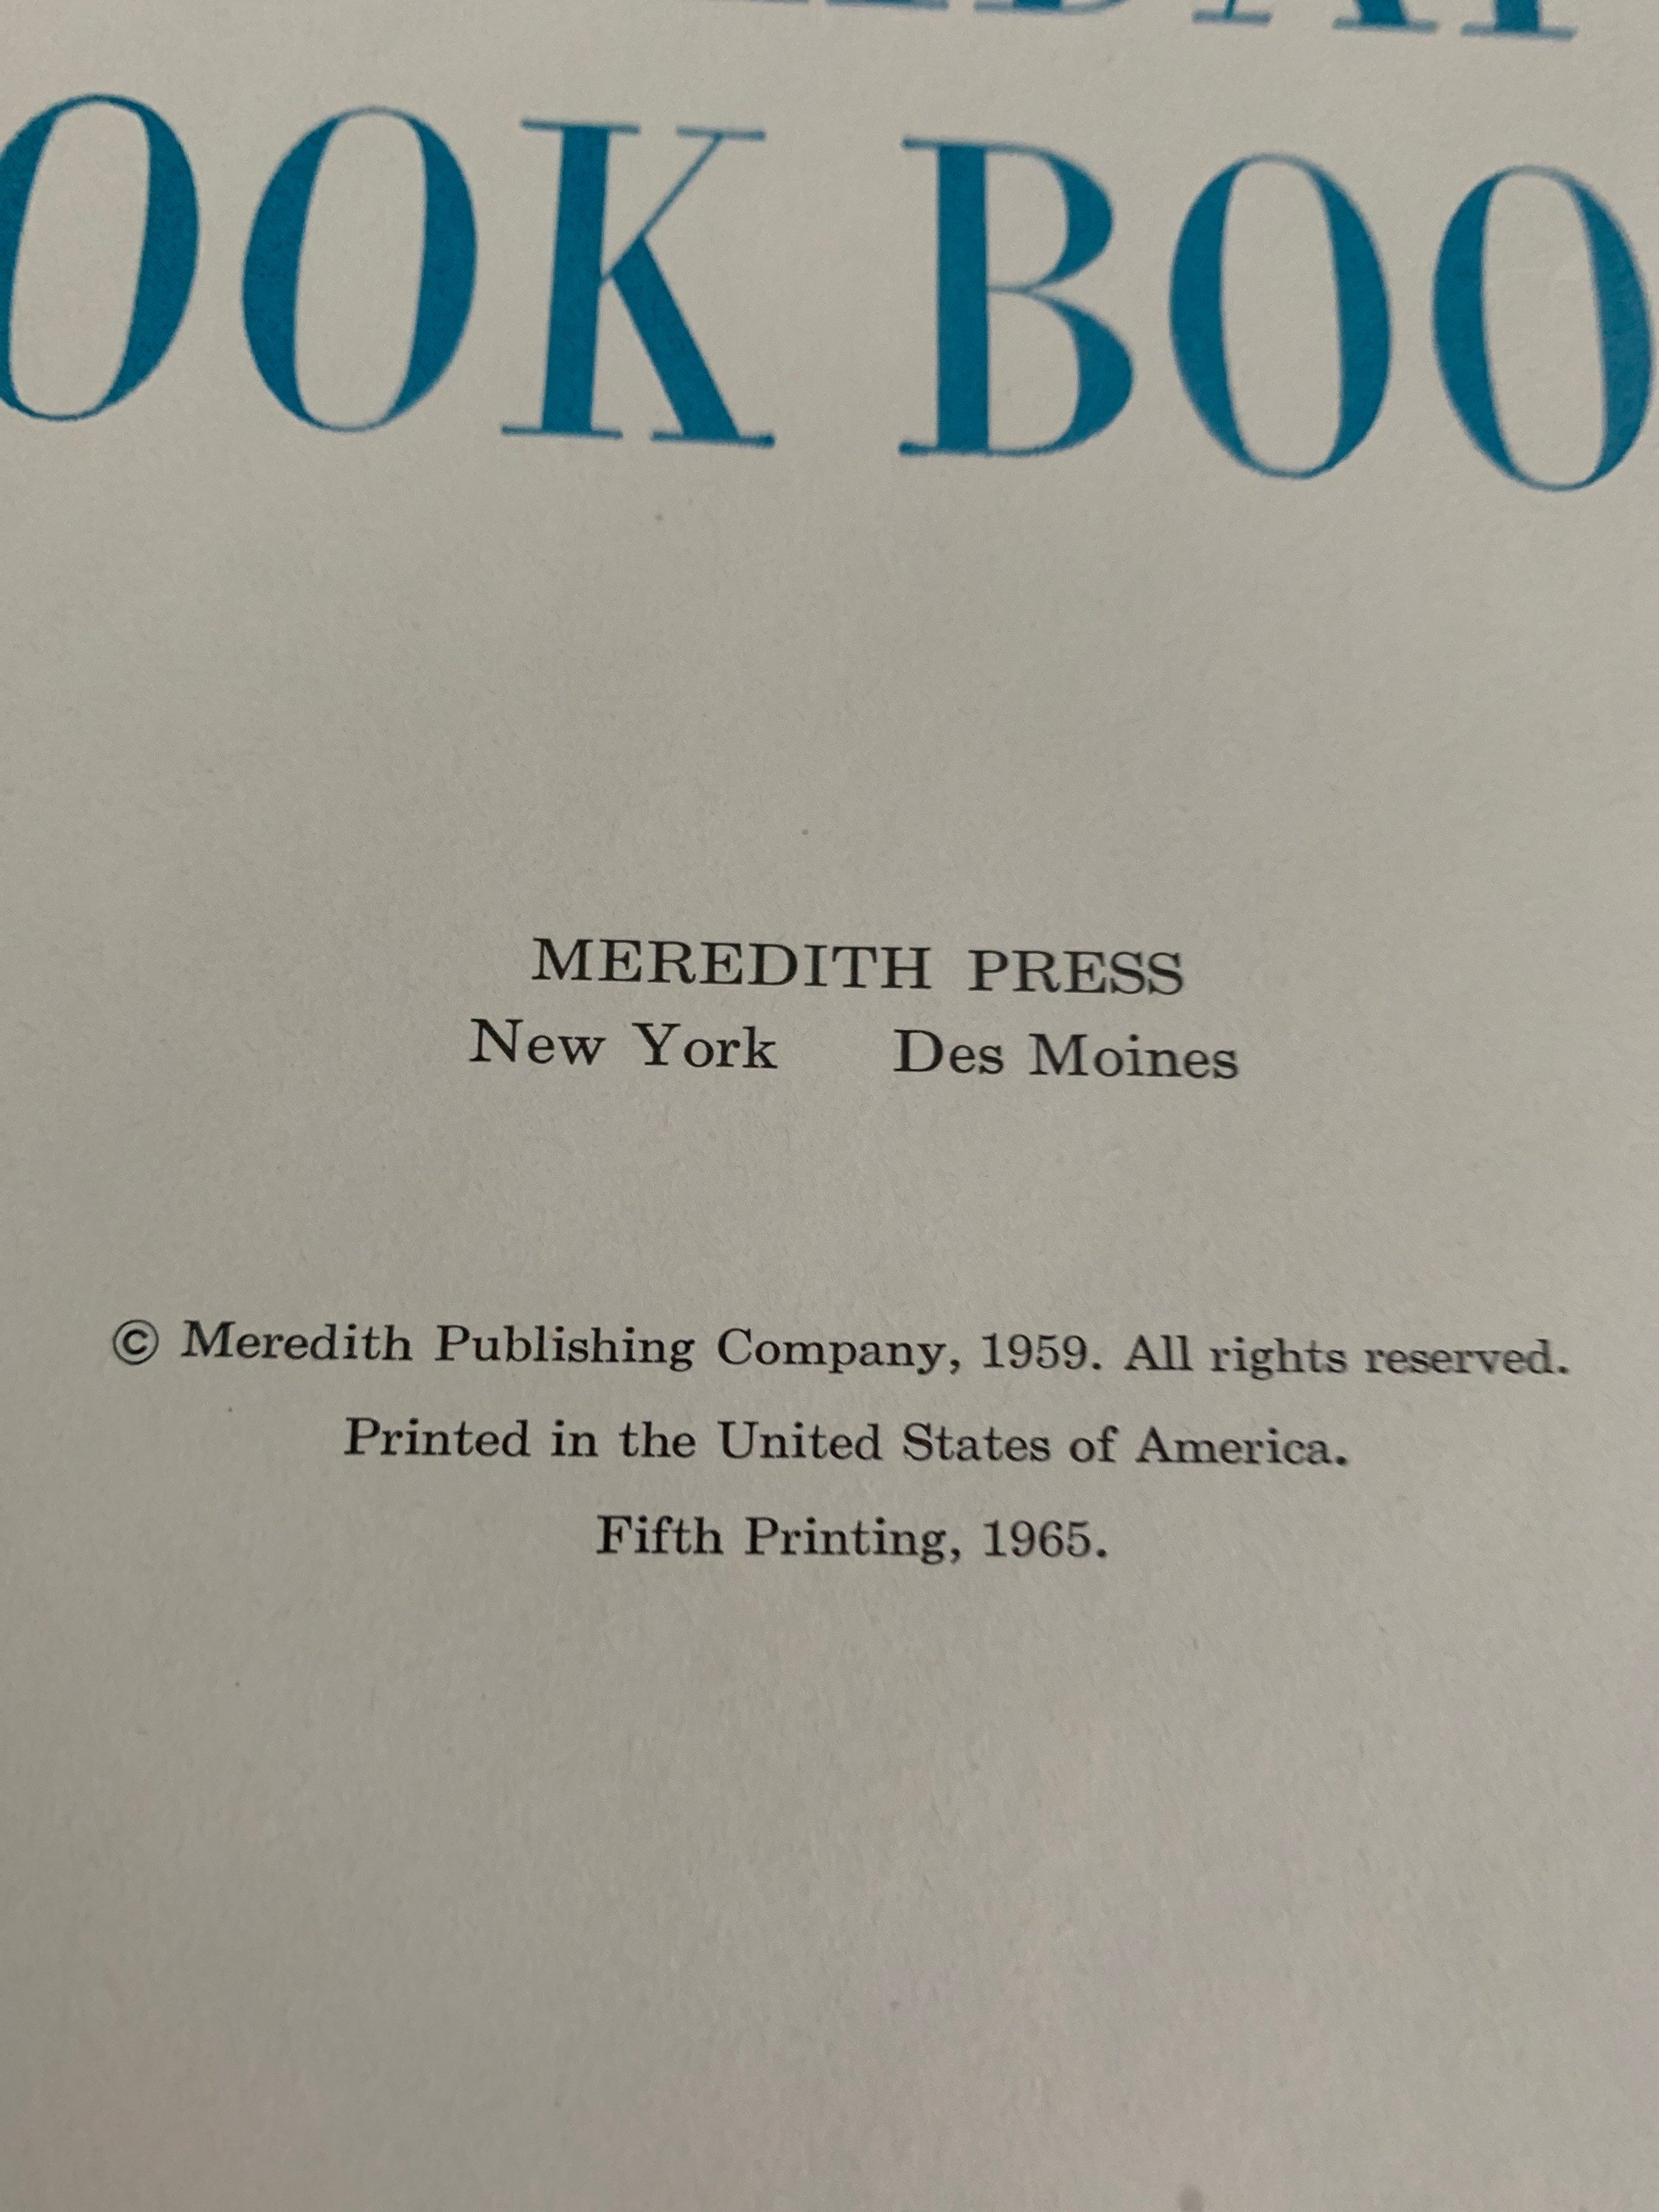 OOK BOO
MEREDITH PRESS
New York Des Moines
© Meredith Publishing Company, 1959. All rights reserved.
Printed in the United States of America.
Fifth Printing, 1965.